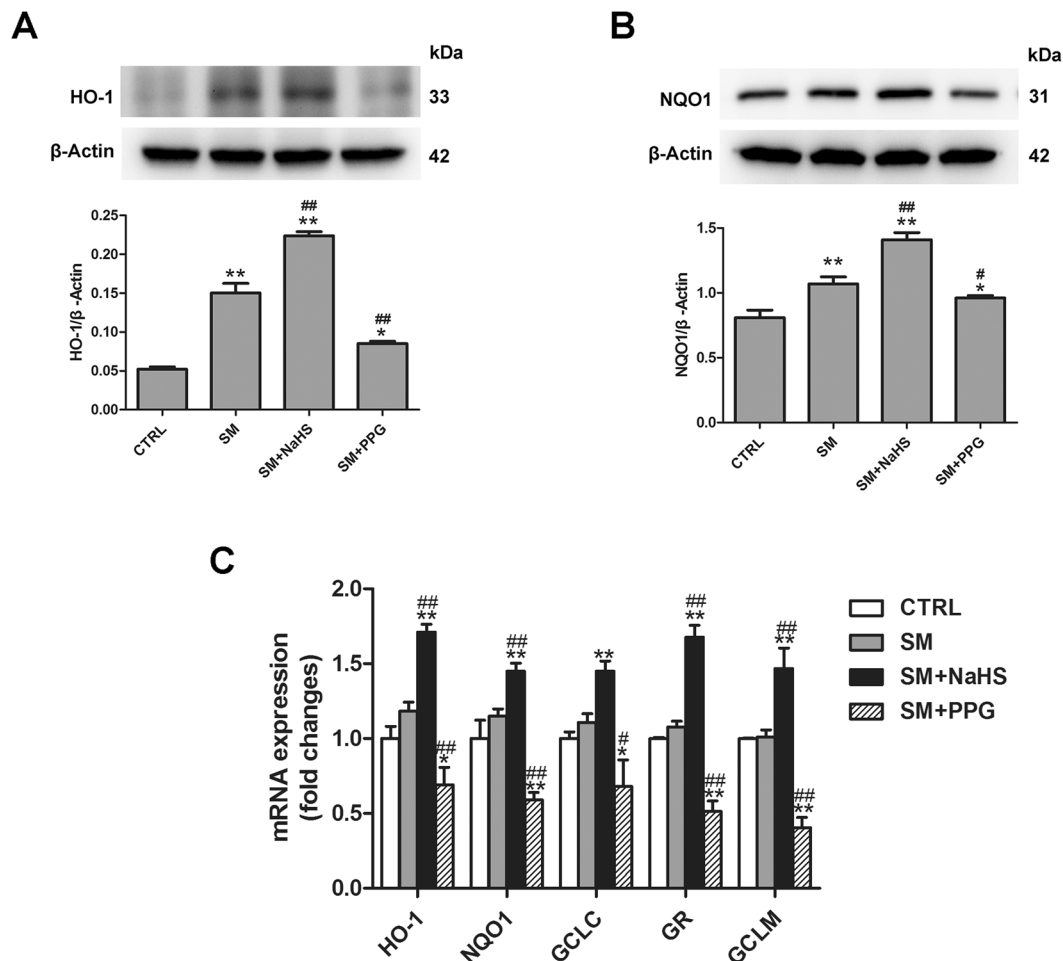 A
kDa
HO-1
33
β-Actin
42
HO-1/β -Actin
0.25
0.20
0.15
0.10
0.05
0.00
**
##
**
##
*
CTRL
SM
SM+NaHS
SM+PPG
B
kDa
NQO1
31
β-Actin
42
NQO1/β -Actin
1.5
1.0
0.5
0.0
**
##
**
#
*
CTRL
SM
SM+NaHS
SM+PPG
C
mRNA expression
(fold changes)
2.0
1.5
1.0
0.5
0.0
##
**
##
*
##
**
##
**
**
#
*
##
**
##
**
##
**
##
**
HO-1
NQO1
GCLC
GR
GCLM
CTRL
SM
SM+NaHS
SM+PPG